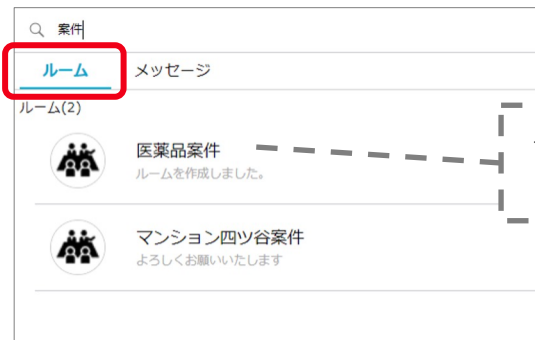 案件
ルーム メッセージ
ルーム(2)
医薬品案件
ルームを作成しました。
マンション四ツ谷案件
よろしくお願いいたします